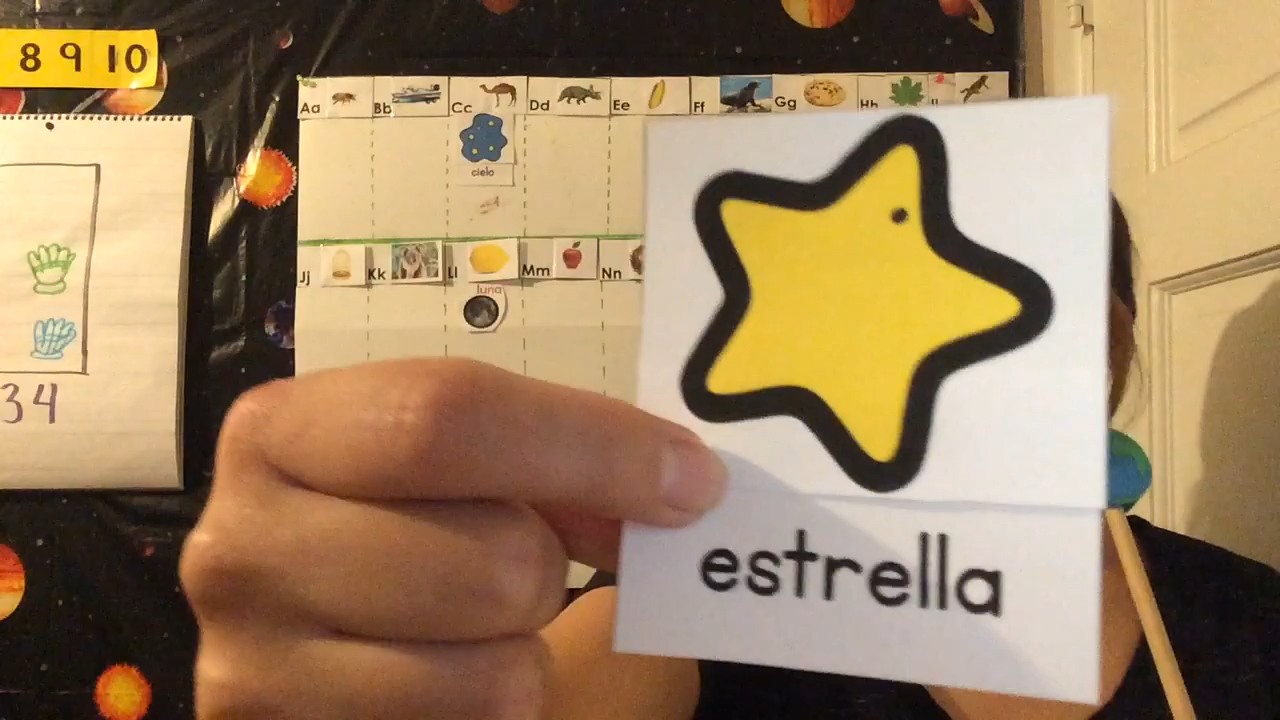 8 9 10
Aa Bb Cc Dd Ee Ff Gg Hh
cielo
Jj Kk Ll Mm Nn
luna
34
estrella